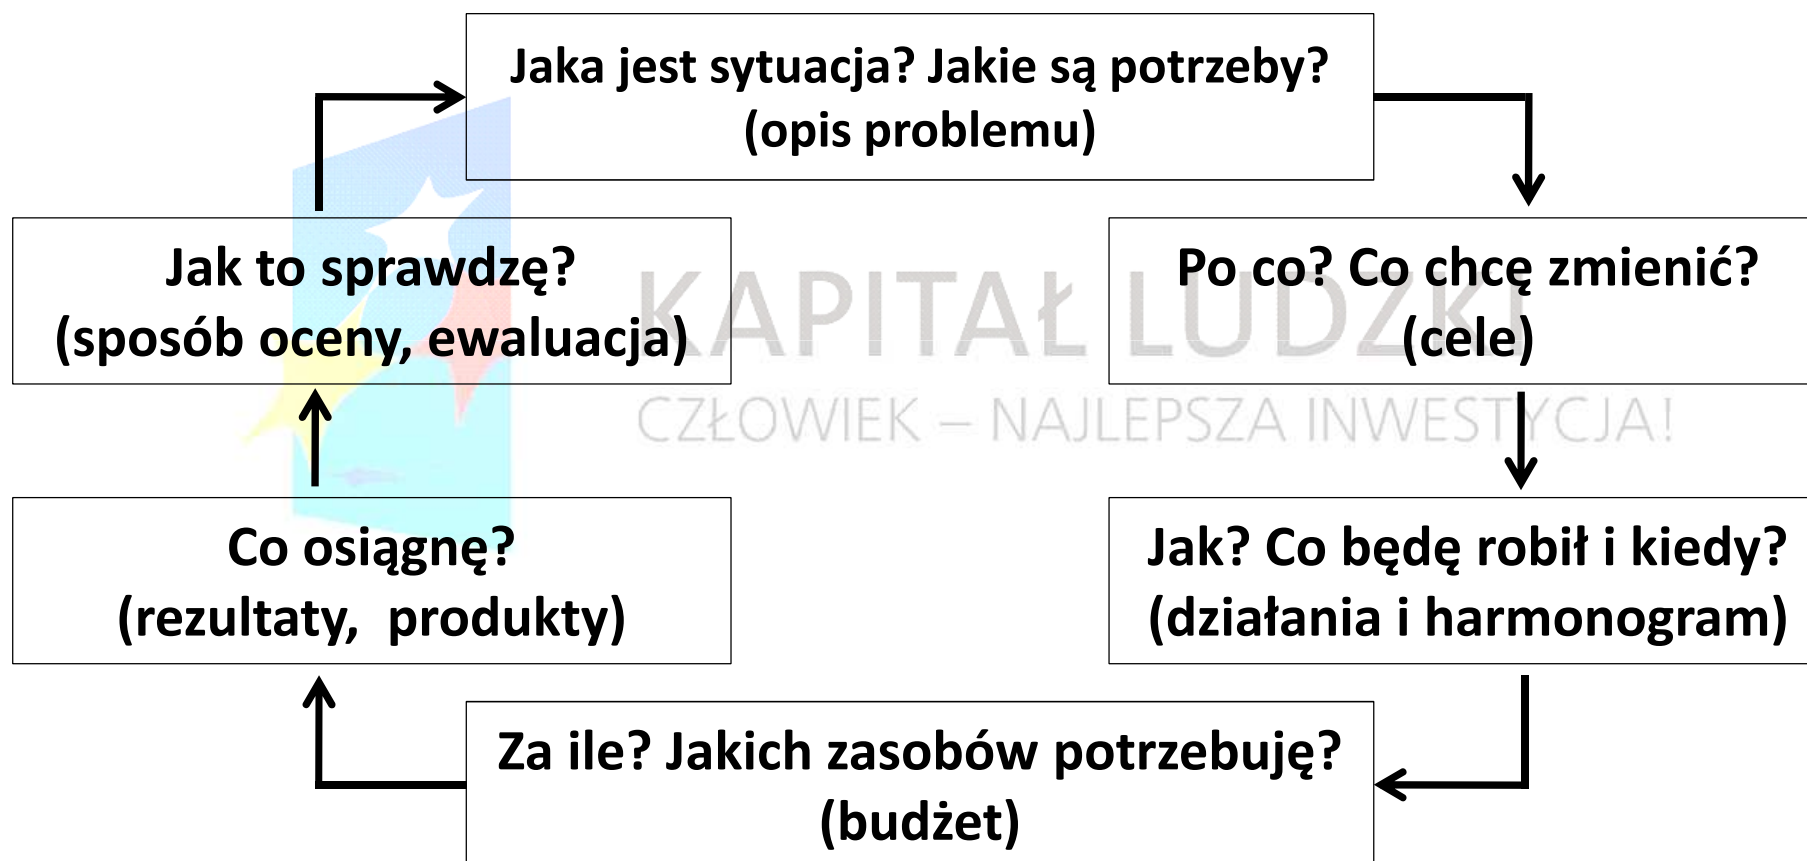 Jaka jest sytuacja? Jakie są potrzeby?
(opis problemu)
Po co? Co chcę zmienić?
(cele)
Jak? Co będę robił i kiedy?
(działania i harmonogram)
Za ile? Jakich zasobów potrzebuję?
(budżet)
Co osiągnę?
(rezultaty, produkty)
Jak to sprawdzę?
(sposób oceny, ewaluacja)
KAPITAŁ LUDZKI
CZŁOWIEK – NAJLEPSZA INWESTYCJA!